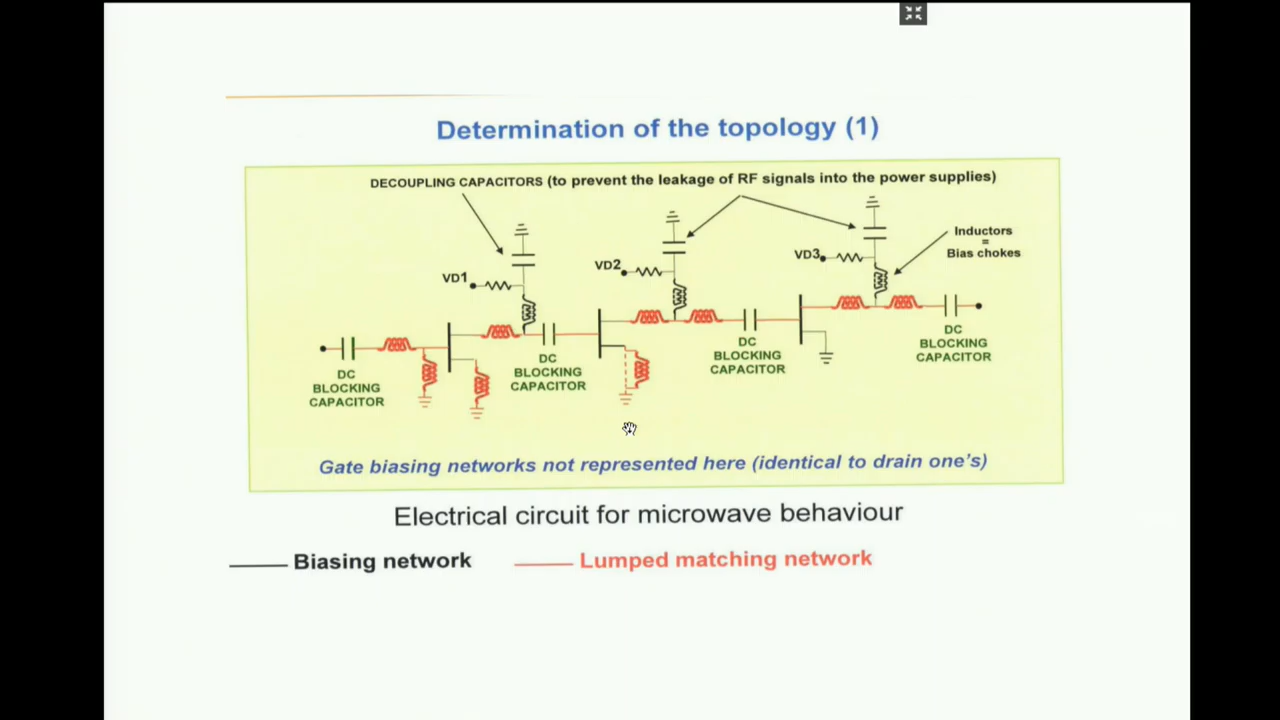 Determination of the topology (1)
DECOUPLING CAPACITORS (to prevent the leakage of RF signals into the power supplies)
Inductors
=
Bias chokes
VD1
VD2
VD3
DC
BLOCKING
CAPACITOR
DC
BLOCKING
CAPACITOR
DC
BLOCKING
CAPACITOR
DC
BLOCKING
CAPACITOR
Gate biasing networks not represented here (identical to drain one's)
Electrical circuit for microwave behaviour
Biasing network
Lumped matching network